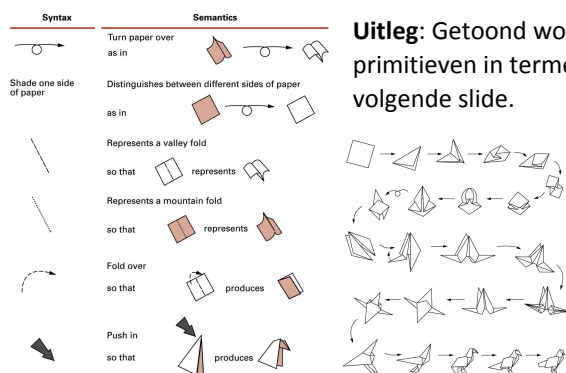 Syntax
Semantics
Turn paper over
as in
Shade one side
of paper
Distinguishes between different sides of paper
as in
Represents a valley fold
so that
represents
Represents a mountain fold
so that
represents
Fold over
so that
produces
Push in
so that
produces
Uitleg: Getoond wo
primitieven in terme
volgende slide.